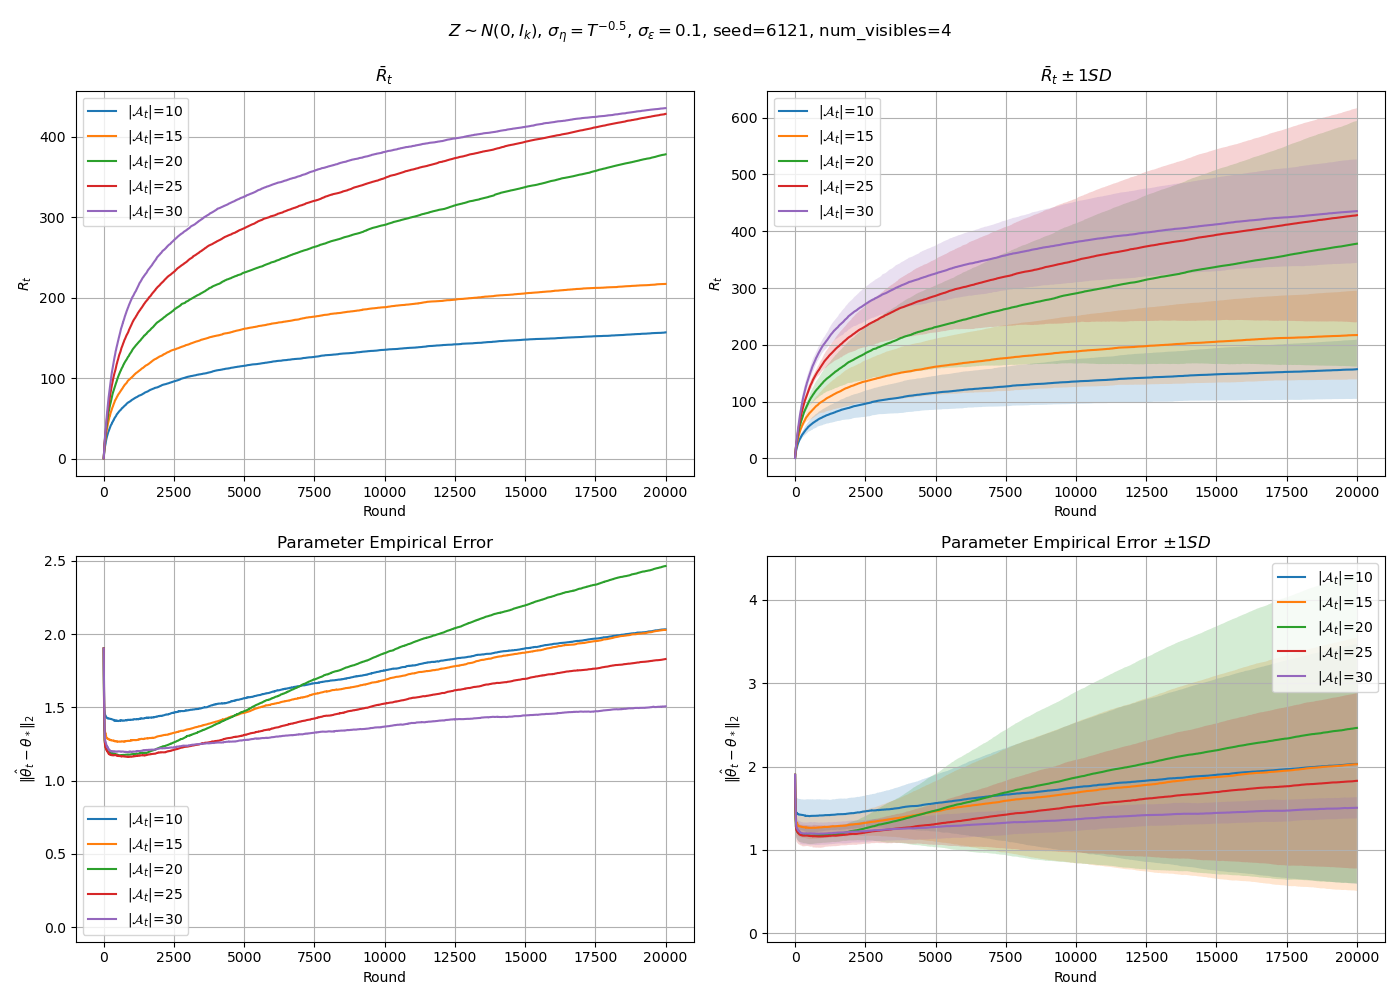 Z ∼ N(0, I_k), σ_η = T^{−0.5}, σ_ε = 0.1, seed=6121, num_visibles=4
R̄_t
R_t
400
300
200
100
0
|𝒜_t|=10
|𝒜_t|=15
|𝒜_t|=20
|𝒜_t|=25
|𝒜_t|=30
0 2500 5000 7500 10000 12500 15000 17500 20000
Round
R̄_t ± 1SD
R_t
600
500
400
300
200
100
0
|𝒜_t|=10
|𝒜_t|=15
|𝒜_t|=20
|𝒜_t|=25
|𝒜_t|=30
0 2500 5000 7500 10000 12500 15000 17500 20000
Round
Parameter Empirical Error
‖θ̂_t − θ_*‖_2
2.5
2.0
1.5
1.0
0.5
0.0
|𝒜_t|=10
|𝒜_t|=15
|𝒜_t|=20
|𝒜_t|=25
|𝒜_t|=30
0 2500 5000 7500 10000 12500 15000 17500 20000
Round
Parameter Empirical Error ±1SD
‖θ̂_t − θ_*‖_2
4
3
2
1
0
|𝒜_t|=10
|𝒜_t|=15
|𝒜_t|=20
|𝒜_t|=25
|𝒜_t|=30
0 2500 5000 7500 10000 12500 15000 17500 20000
Round